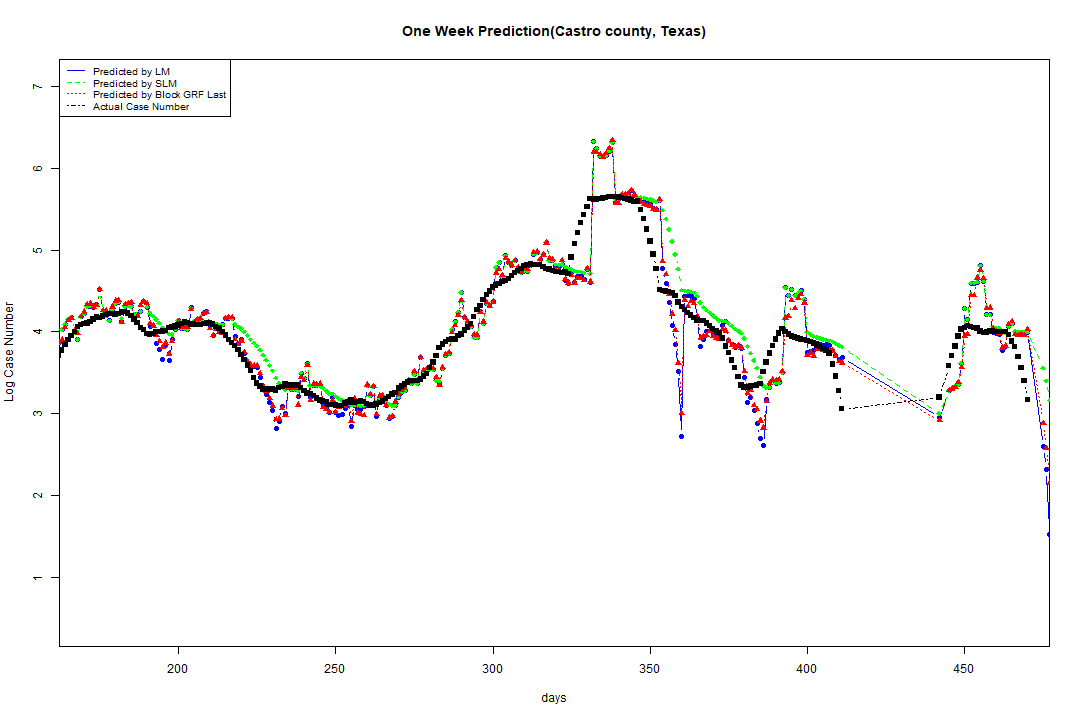 One Week Prediction(Castro county, Texas)
Predicted by LM
Predicted by SLM
Predicted by Block GRF Last
Actual Case Number
7
6
5
4
3
2
1
Log Case Number
200
250
300
350
400
450
days